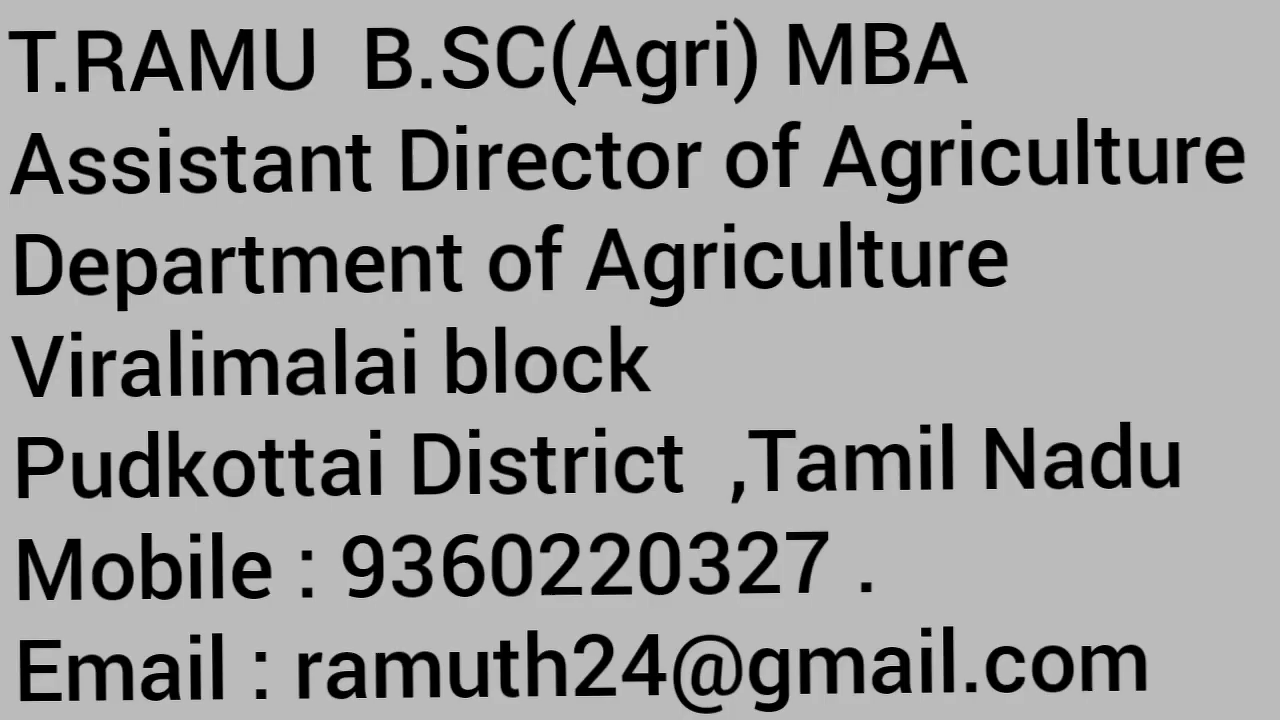 T.RAMU  B.SC(Agri) MBA
Assistant Director of Agriculture
Department of Agriculture
Viralimalai block
Pudkottai District  ,Tamil Nadu
Mobile : 9360220327 .
Email : ramuth24@gmail.com